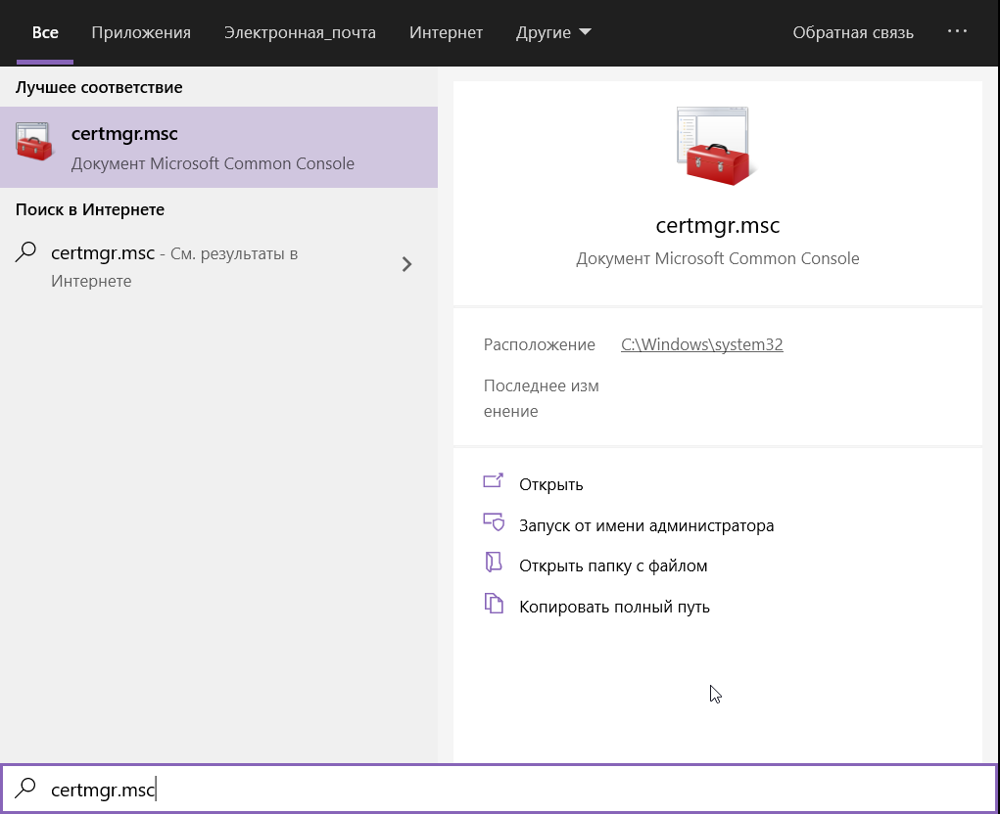 Все Приложения Электронная_почта Интернет Другие Обратная связь ...
Лучшее соответствие
certmgr.msc
Документ Microsoft Common Console
Поиск в Интернете
certmgr.msc - См. результаты в
Интернете
certmgr.msc
Документ Microsoft Common Console
Расположение C:\Windows\system32
Последнее изм
енение
Открыть
Запуск от имени администратора
Открыть папку с файлом
Копировать полный путь
certmgr.msc